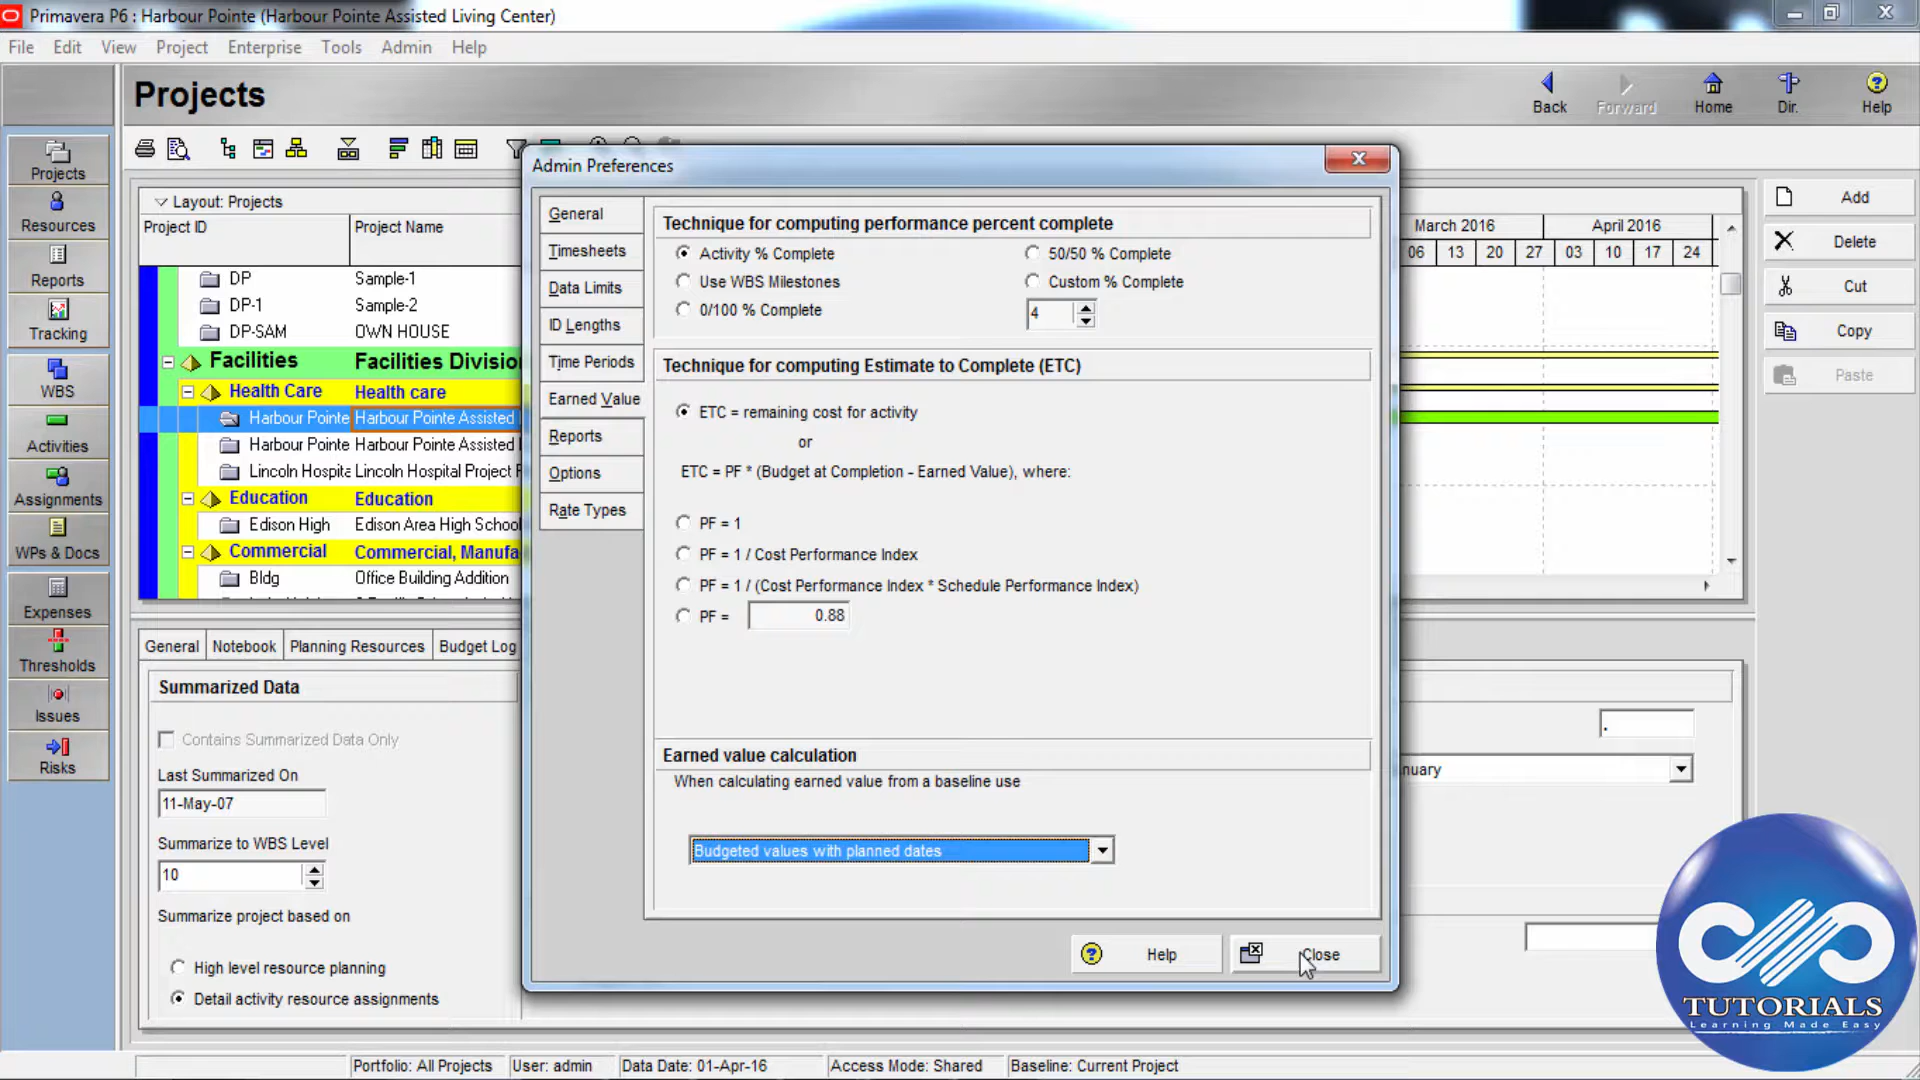 Primavera P6 : Harbour Pointe (Harbour Pointe Assisted Living Center)
File Edit View Project Enterprise Tools Admin Help
Projects
Back Forward Home Dir. Help
Projects
Resources
Reports
Tracking
WBS
Activities
Assignments
WPs & Docs
Expenses
Thresholds
Issues
Risks
Layout: Projects
Project ID Project Name
DP Sample-1
DP-1 Sample-2
DP-SAM OWN HOUSE
Facilities Facilities Divisio
Health Care Health care
Harbour Pointe Harbour Pointe Assisted
Harbour Pointe Harbour Pointe Assisted
Lincoln Hospita Lincoln Hospital Project
Education Education
Edison High Edison Area High School
Commercial Commercial, Manufa
Bldg Office Building Addition
March 2016 April 2016
06 13 20 27 03 10 17 24
Add
Delete
Cut
Copy
Paste
Admin Preferences
General
Timesheets
Data Limits
ID Lengths
Time Periods
Earned Value
Reports
Options
Rate Types
Technique for computing performance percent complete
Activity % Complete 50/50 % Complete
Use WBS Milestones Custom % Complete
0/100 % Complete 4
Technique for computing Estimate to Complete (ETC)
ETC = remaining cost for activity
or
ETC = PF * (Budget at Completion - Earned Value), where:
PF = 1
PF = 1 / Cost Performance Index
PF = 1 / (Cost Performance Index * Schedule Performance Index)
PF = 0.88
Earned value calculation
When calculating earned value from a baseline use
Budgeted values with planned dates
Help Close
General Notebook Planning Resources Budget Log
Summarized Data
Contains Summarized Data Only
Last Summarized On
11-May-07
Summarize to WBS Level
10
Summarize project based on
High level resource planning
Detail activity resource assignments
.
nuary
TUTORIALS
Learning Made Easy
Portfolio: All Projects User: admin Data Date: 01-Apr-16 Access Mode: Shared Baseline: Current Project